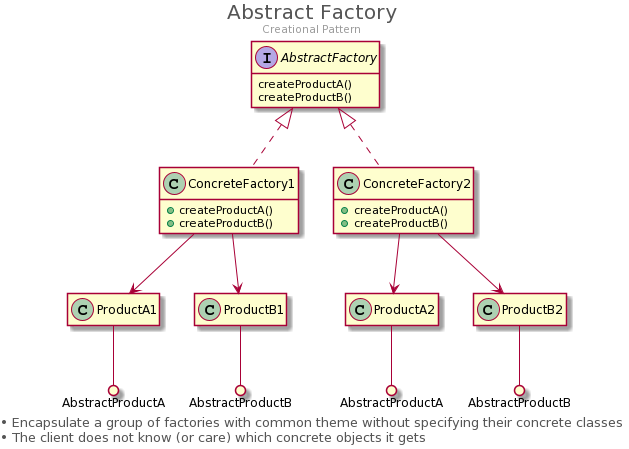 Abstract Factory
Creational Pattern
I AbstractFactory
createProductA()
createProductB()
C ConcreteFactory1
createProductA()
createProductB()
C ConcreteFactory2
createProductA()
createProductB()
C ProductA1
C ProductB1
C ProductA2
C ProductB2
AbstractProductA
AbstractProductB
AbstractProductA
AbstractProductB
• Encapsulate a group of factories with common theme without specifying their concrete classes
• The client does not know (or care) which concrete objects it gets